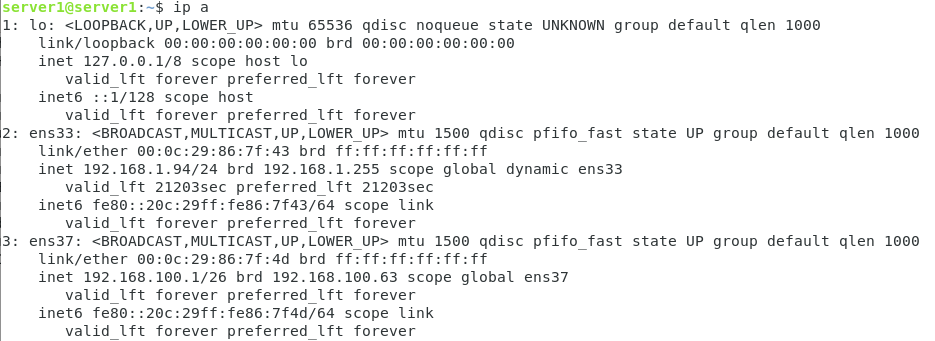 server1@server1:~$ ip a
1: lo: <LOOPBACK,UP,LOWER_UP> mtu 65536 qdisc noqueue state UNKNOWN group default qlen 1000
    link/loopback 00:00:00:00:00:00 brd 00:00:00:00:00:00
    inet 127.0.0.1/8 scope host lo
       valid_lft forever preferred_lft forever
    inet6 ::1/128 scope host
       valid_lft forever preferred_lft forever
2: ens33: <BROADCAST,MULTICAST,UP,LOWER_UP> mtu 1500 qdisc pfifo_fast state UP group default qlen 1000
    link/ether 00:0c:29:86:7f:43 brd ff:ff:ff:ff:ff:ff
    inet 192.168.1.94/24 brd 192.168.1.255 scope global dynamic ens33
       valid_lft 21203sec preferred_lft 21203sec
    inet6 fe80::20c:29ff:fe86:7f43/64 scope link
       valid_lft forever preferred_lft forever
3: ens37: <BROADCAST,MULTICAST,UP,LOWER_UP> mtu 1500 qdisc pfifo_fast state UP group default qlen 1000
    link/ether 00:0c:29:86:7f:4d brd ff:ff:ff:ff:ff:ff
    inet 192.168.100.1/26 brd 192.168.100.63 scope global ens37
       valid_lft forever preferred_lft forever
    inet6 fe80::20c:29ff:fe86:7f4d/64 scope link
       valid_lft forever preferred_lft forever